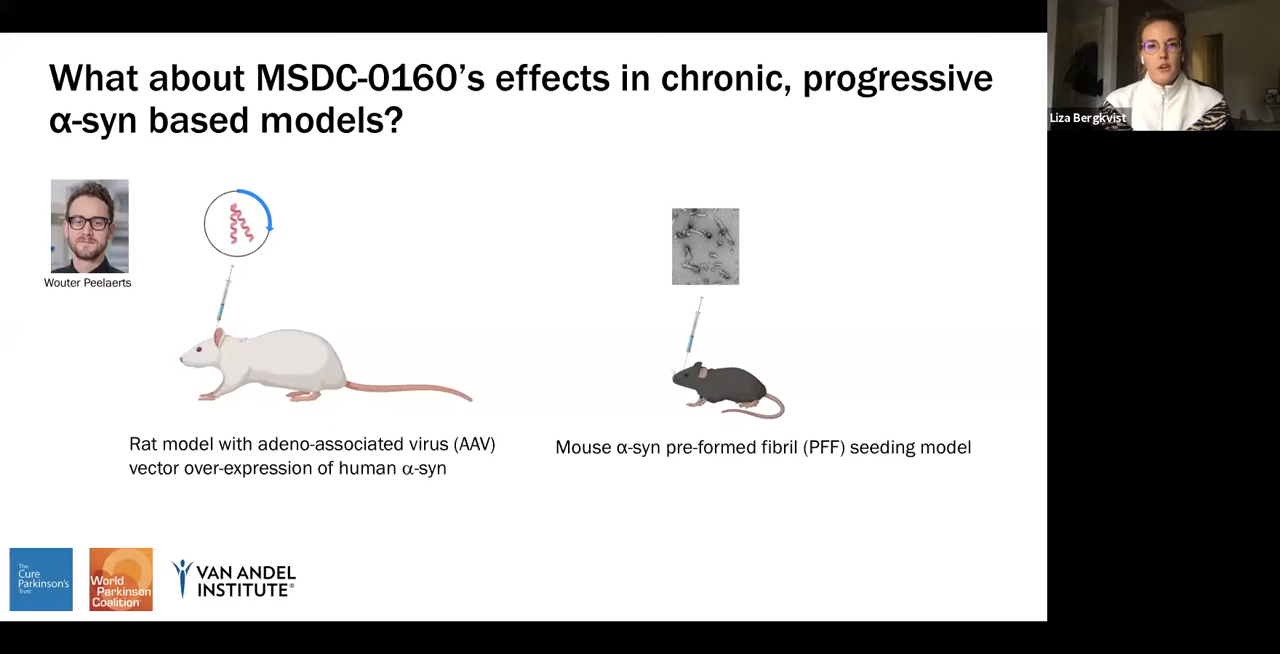 What about MSDC-0160's effects in chronic, progressive
α-syn based models?
Liza Bergkvist
Wouter Peelaerts
Rat model with adeno-associated virus (AAV)
vector over-expression of human α-syn
Mouse α-syn pre-formed fibril (PFF) seeding model
The
Cure
Parkinson's
Trust
World
Parkinson
Coalition
VAN ANDEL
INSTITUTE®